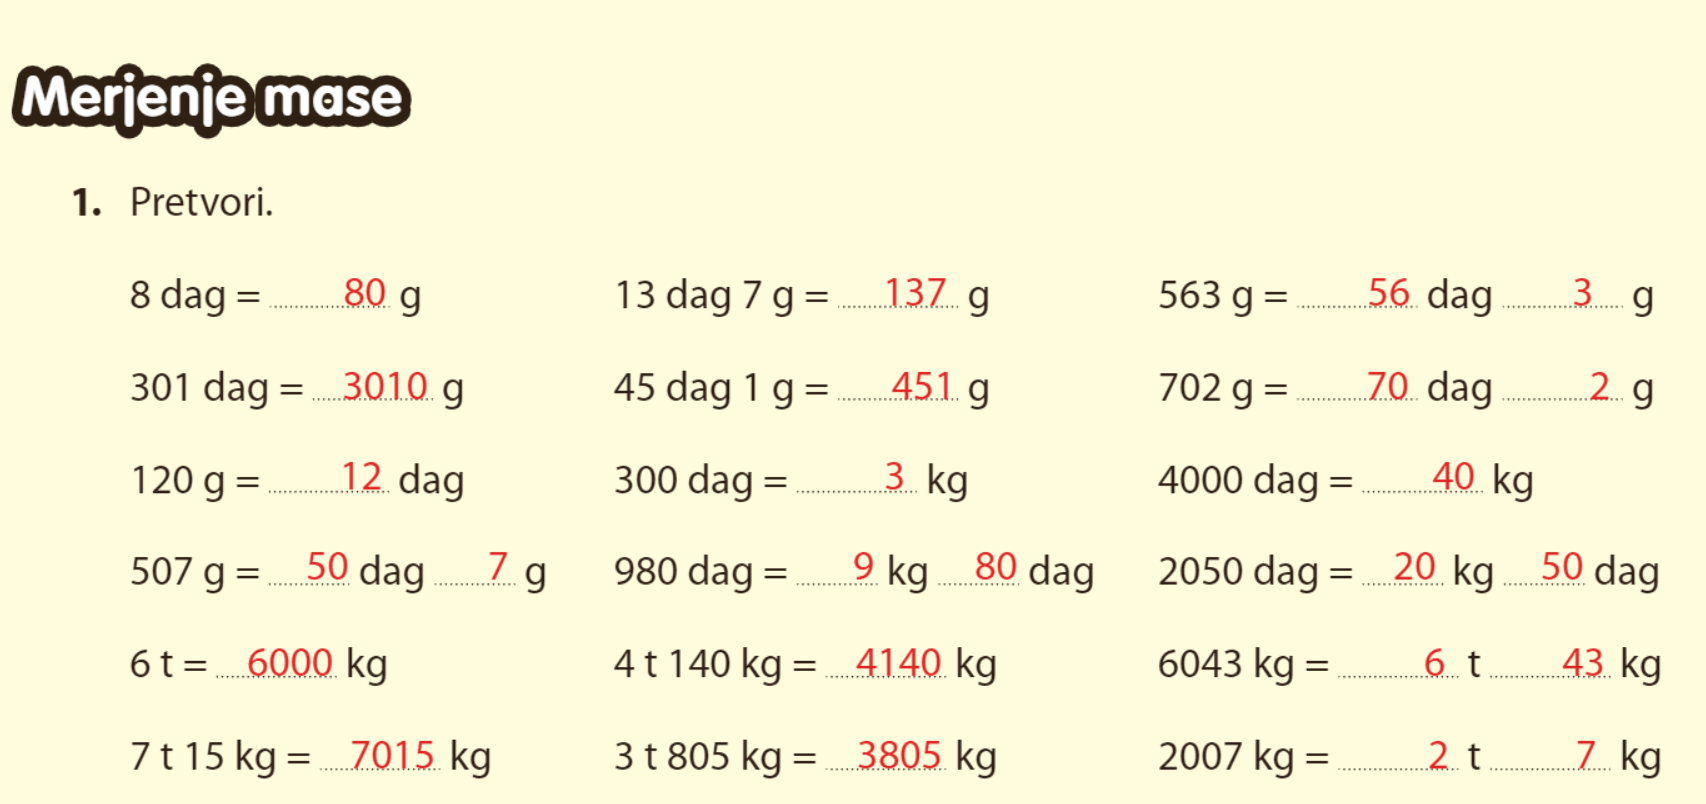 Merjenje mase
1. Pretvori.
8 dag = 80 g 13 dag 7 g = 137 g 563 g = 56 dag 3 g
301 dag = 3010 g 45 dag 1 g = 451 g 702 g = 70 dag 2 g
120 g = 12 dag 300 dag = 3 kg 4000 dag = 40 kg
507 g = 50 dag 7 g 980 dag = 9 kg 80 dag 2050 dag = 20 kg 50 dag
6 t = 6000 kg 4 t 140 kg = 4140 kg 6043 kg = 6 t 43 kg
7 t 15 kg = 7015 kg 3 t 805 kg = 3805 kg 2007 kg = 2 t 7 kg